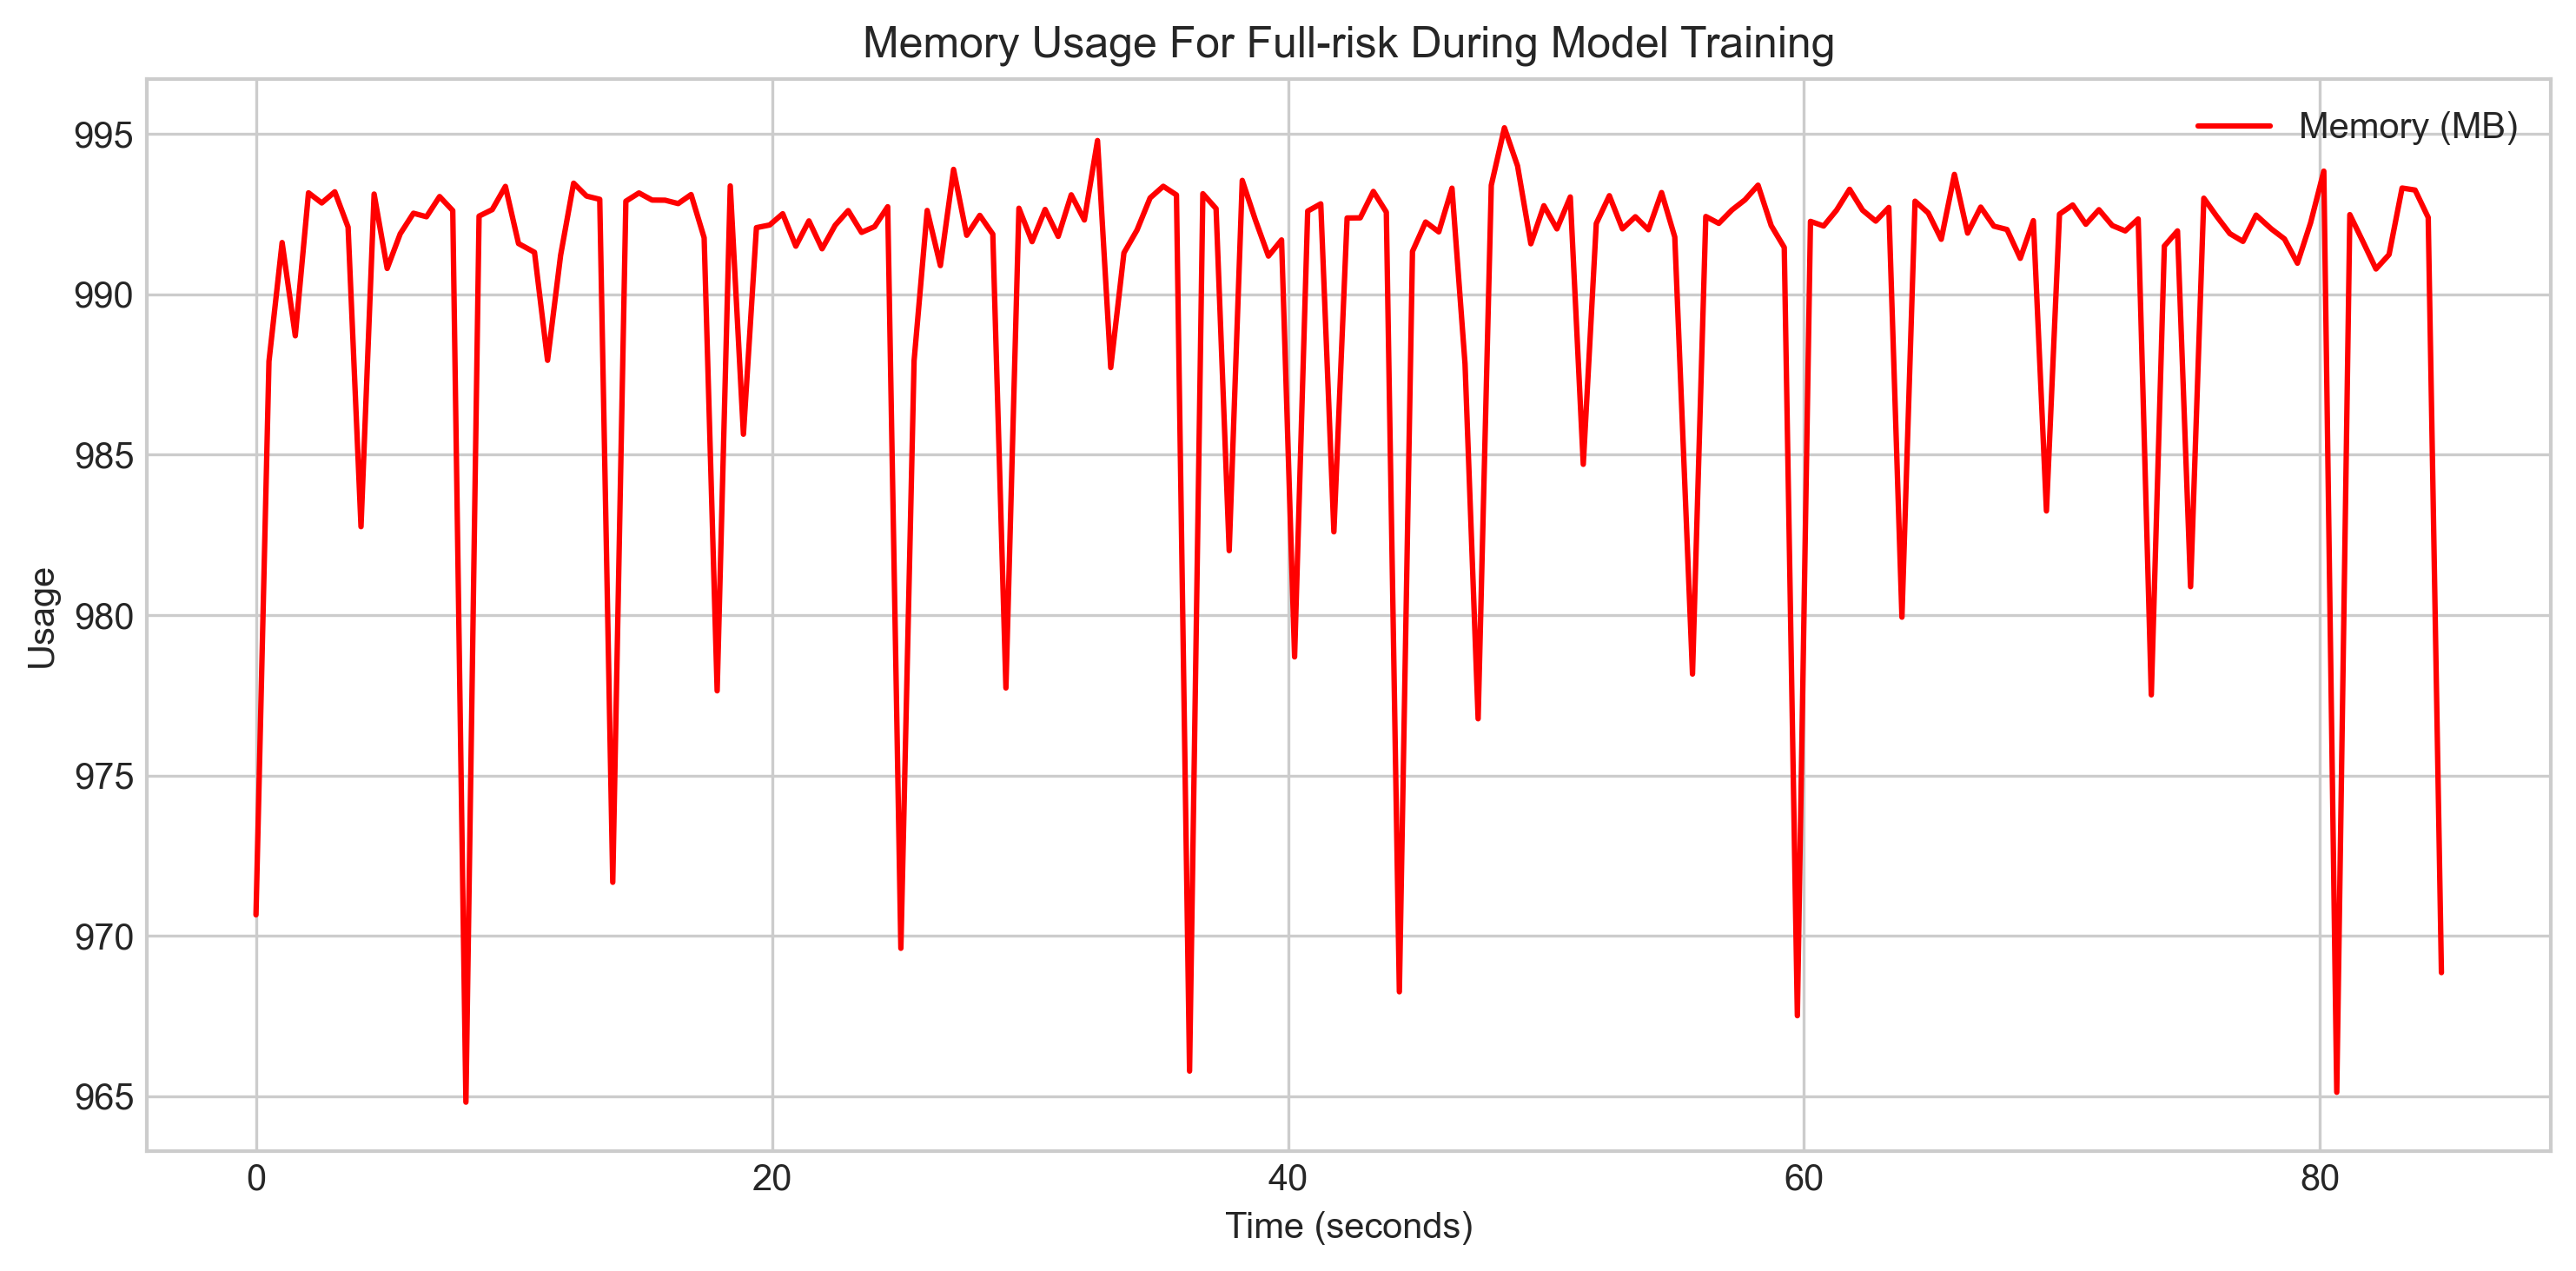 Memory Usage For Full-risk During Model Training
Memory (MB)
995
990
985
980
975
970
965
Usage
0 20 40 60 80
Time (seconds)